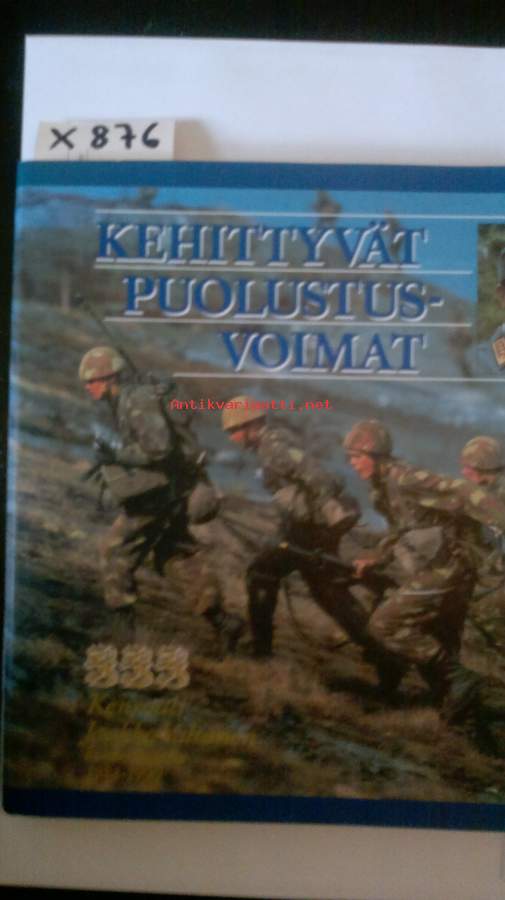 X 876
KEHITTYVÄT
PUOLUSTUS-
VOIMAT
Antikvariaatti.net